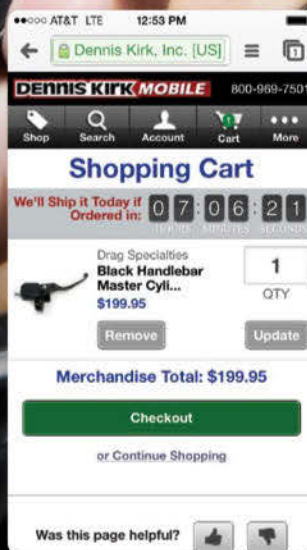 AT&T LTE 12:53 PM
Dennis Kirk, Inc. [US] 1
DENNIS KIRK MOBILE 800-969-7501
1
Shop Search Account Cart More
Shopping Cart
We'll Ship it Today if
Ordered in: 07:06:21
HOURS MINUTES SECONDS
Drag Specialties
Black Handlebar
Master Cyli...
$199.95
1
QTY
Remove Update
Merchandise Total: $199.95
Checkout
or Continue Shopping
Was this page helpful?